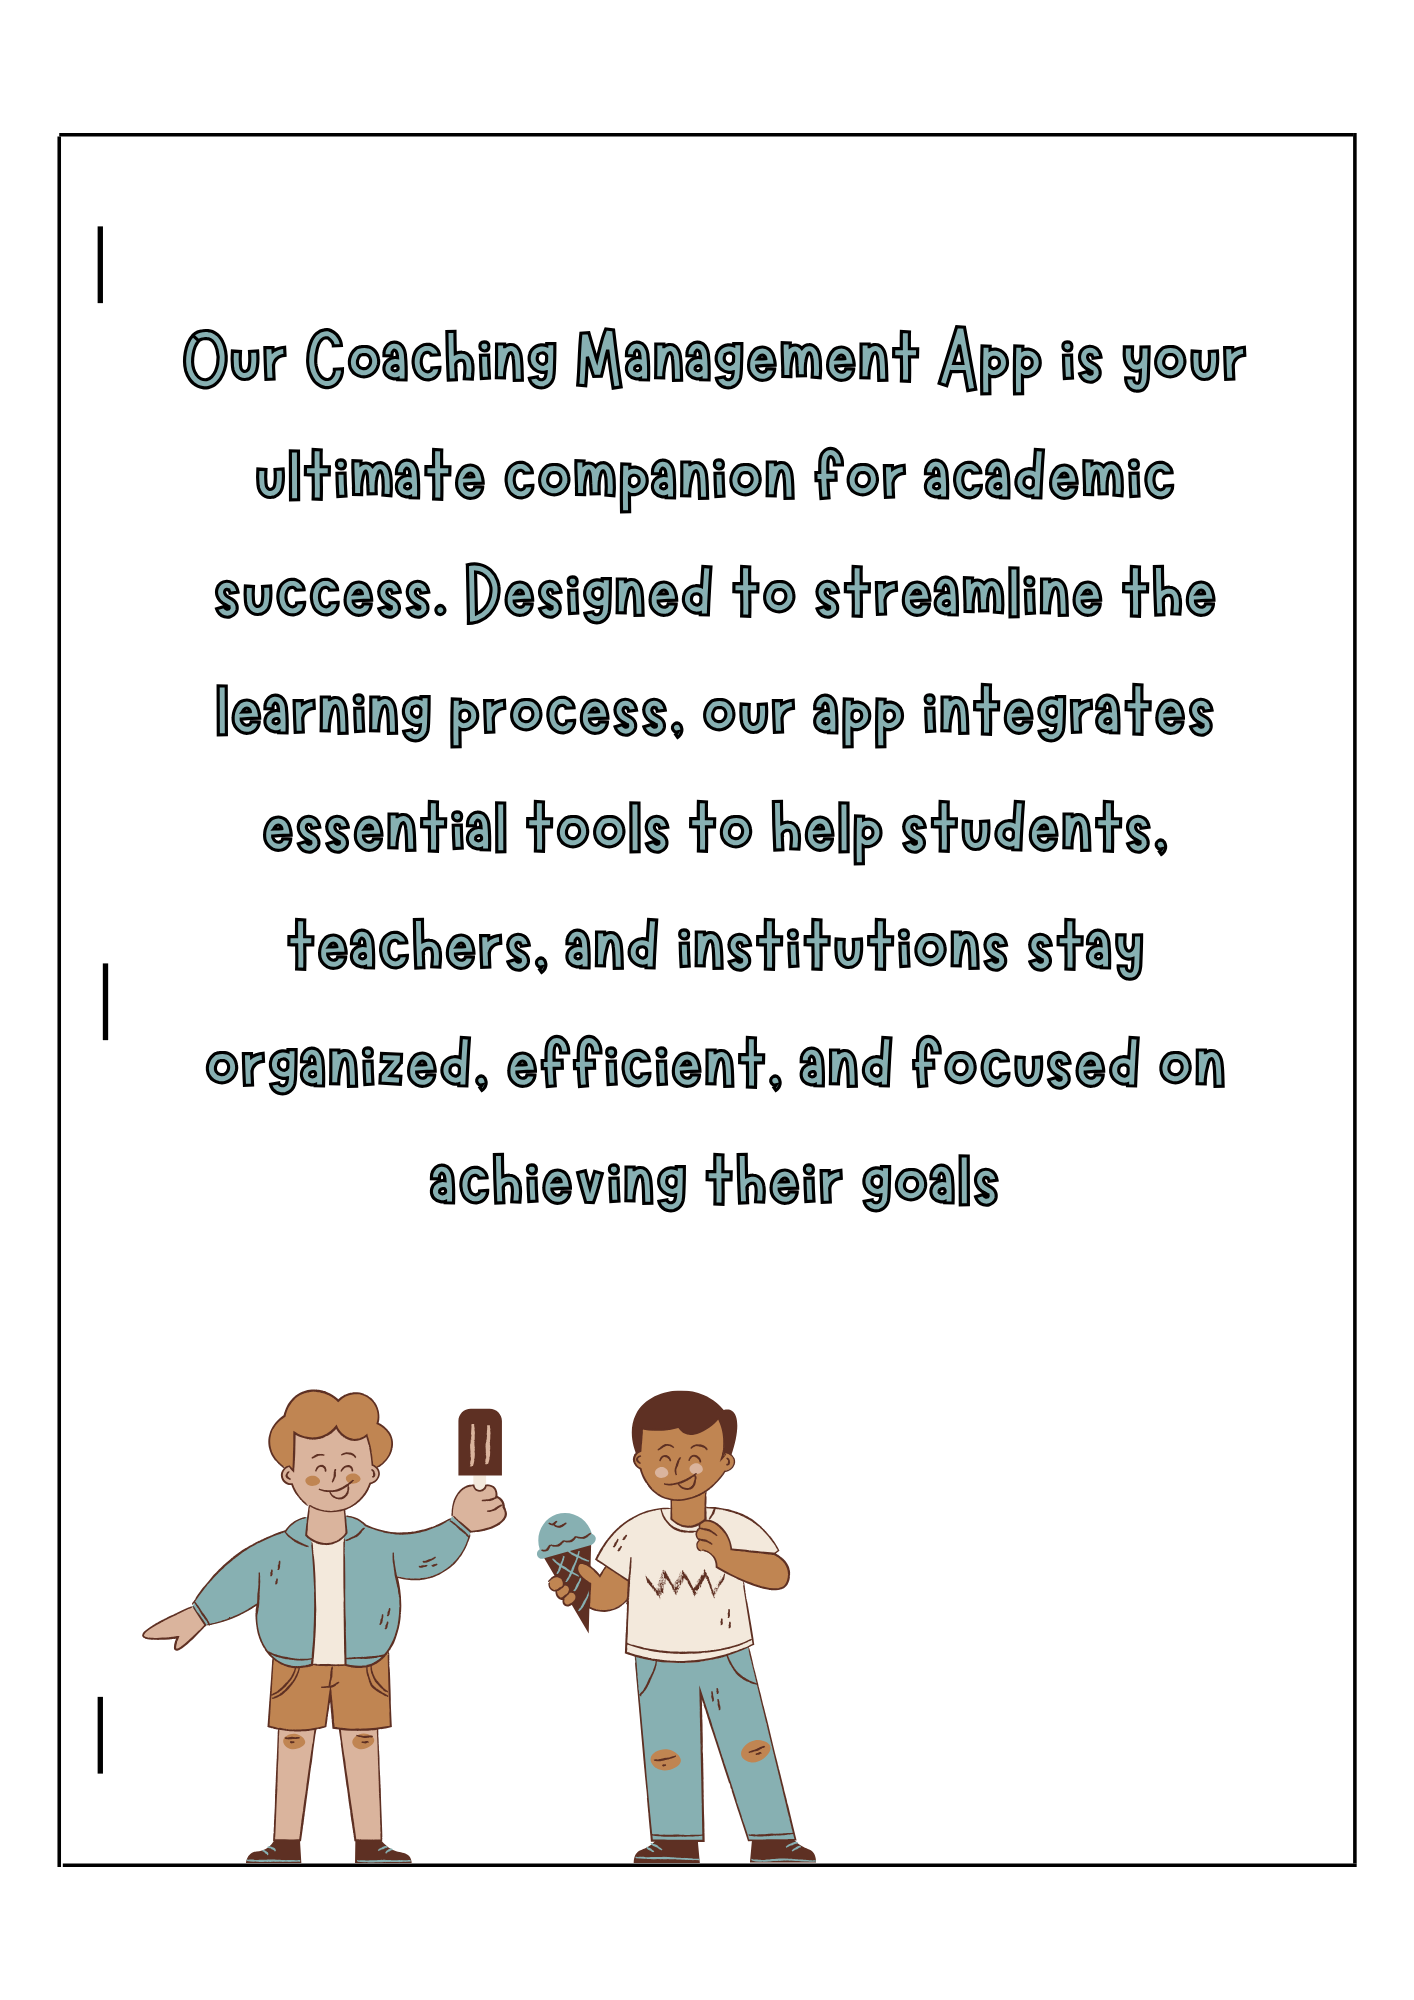 Our Coaching Management App is your
ultimate companion for academic
success. Designed to streamline the
learning process, our app integrates
essential tools to help students,
teachers, and institutions stay
organized, efficient, and focused on
achieving their goals